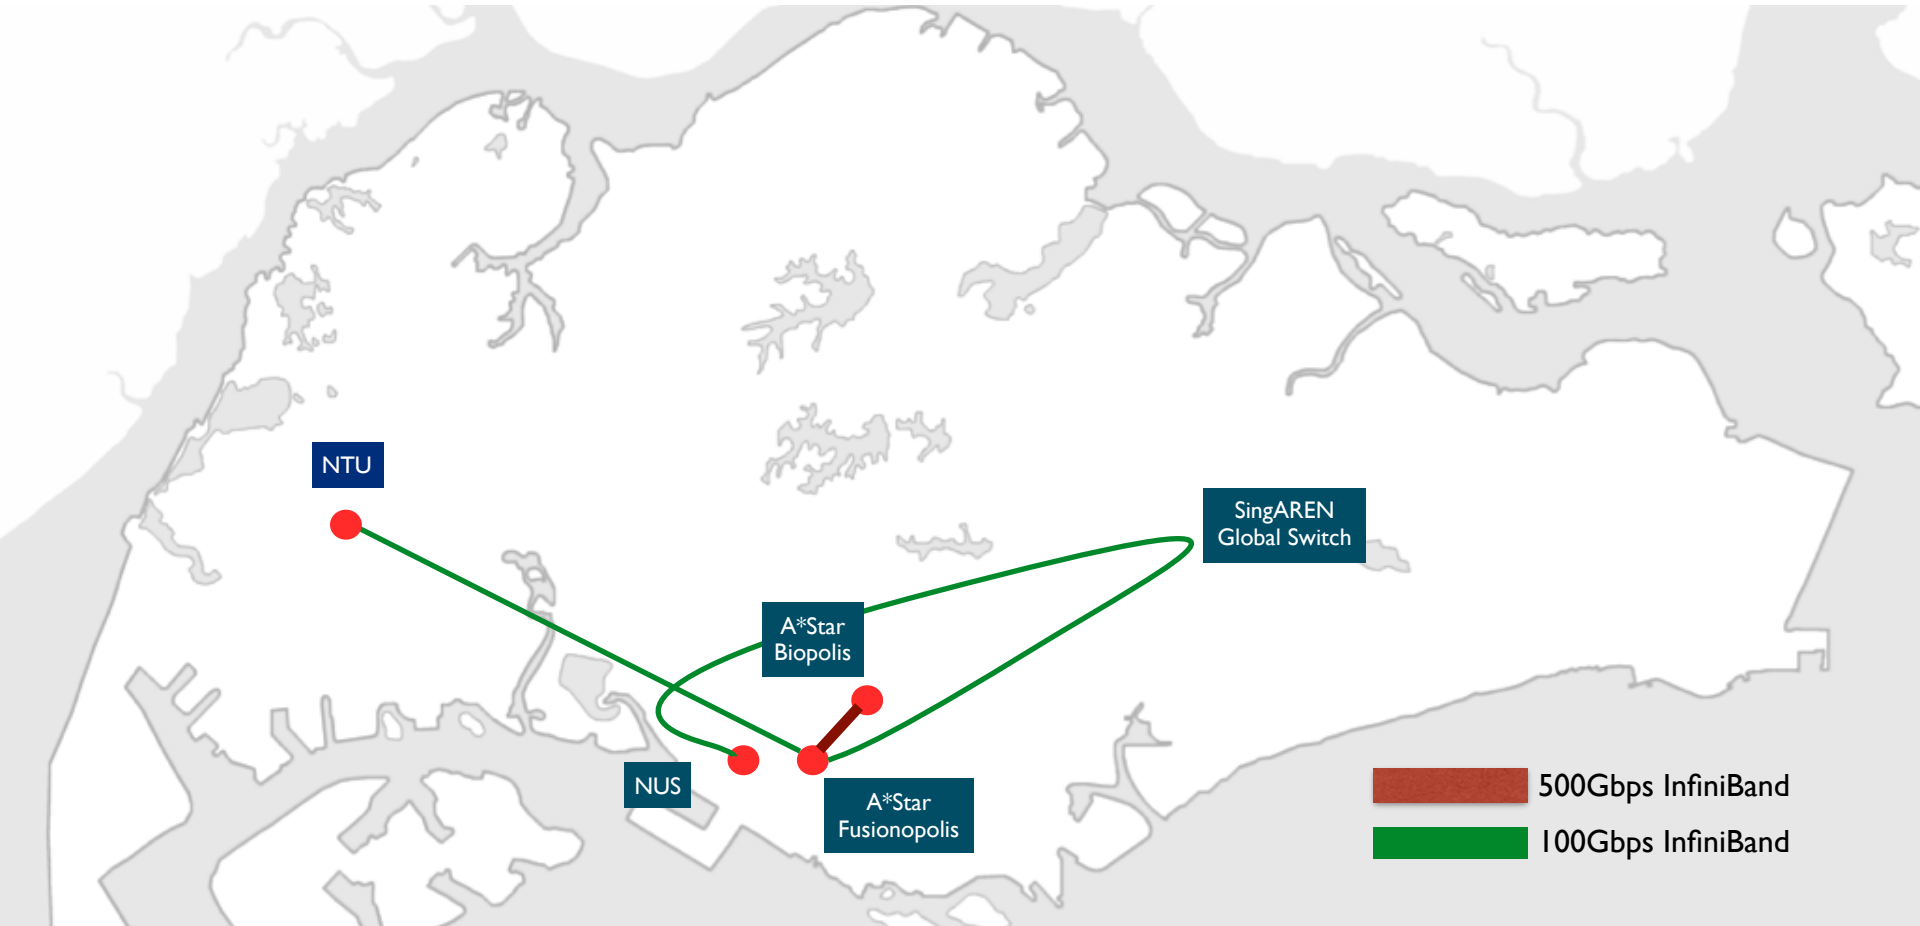 NTU
SingAREN
Global Switch
A*Star
Biopolis
NUS
A*Star
Fusionopolis
500Gbps InfiniBand
100Gbps InfiniBand